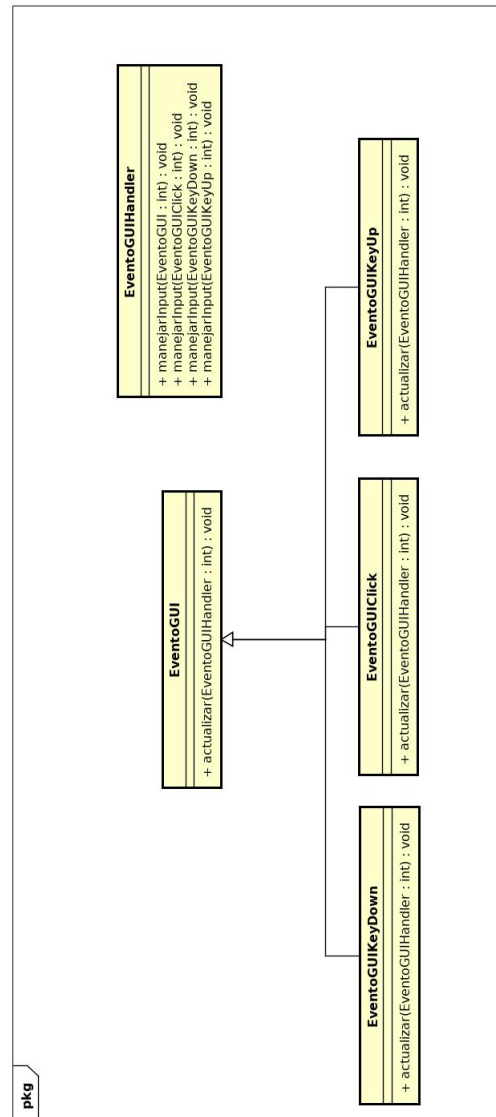 pkg
EventoGUI
+ actualizar(EventoGUIHandler : int) : void
EventoGUIHandler
+ manejarInput(EventoGUI : int) : void
+ manejarInput(EventoGUIClick : int) : void
+ manejarInput(EventoGUIKeyDown : int) : void
+ manejarInput(EventoGUIKeyUp : int) : void
EventoGUIKeyDown
+ actualizar(EventoGUIHandler : int) : void
EventoGUIClick
+ actualizar(EventoGUIHandler : int) : void
EventoGUIKeyUp
+ actualizar(EventoGUIHandler : int) : void